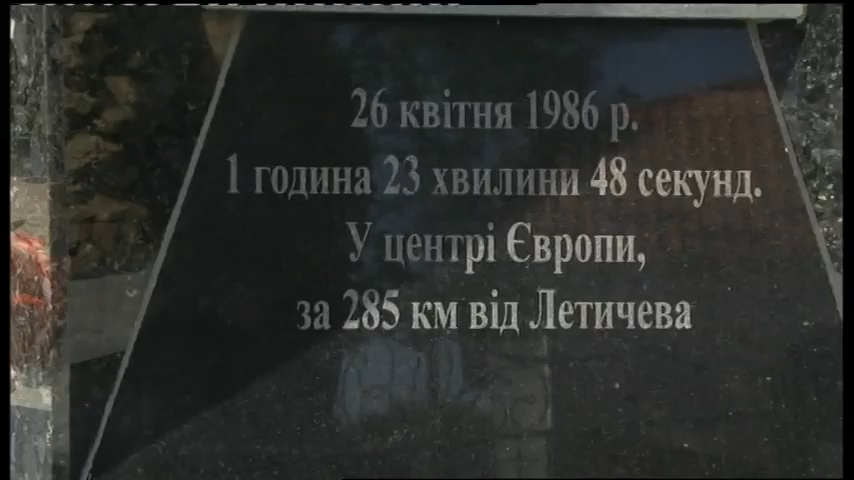 26 квітня 1986 р.
1 година 23 хвилини 48 секунд.
У центрі Європи,
за 285 км від Летичева